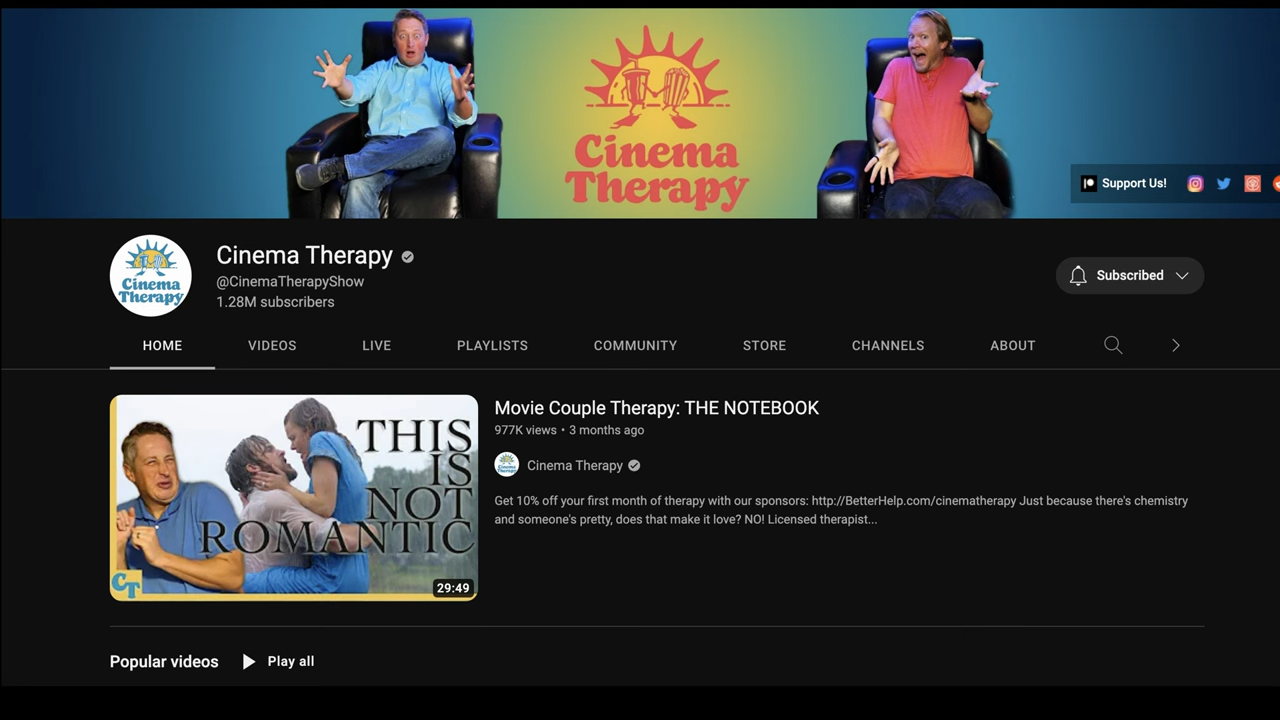 Cinema
Therapy
Support Us!
Cinema
Therapy
Cinema Therapy
@CinemaTherapyShow
1.28M subscribers
Subscribed
HOME VIDEOS LIVE PLAYLISTS COMMUNITY STORE CHANNELS ABOUT
THIS
IS
NOT
ROMANTIC
CT
29:49
Movie Couple Therapy: THE NOTEBOOK
977K views • 3 months ago
Cinema Therapy
Get 10% off your first month of therapy with our sponsors: http://BetterHelp.com/cinematherapy Just because there's chemistry
and someone's pretty, does that make it love? NO! Licensed therapist...
Popular videos Play all